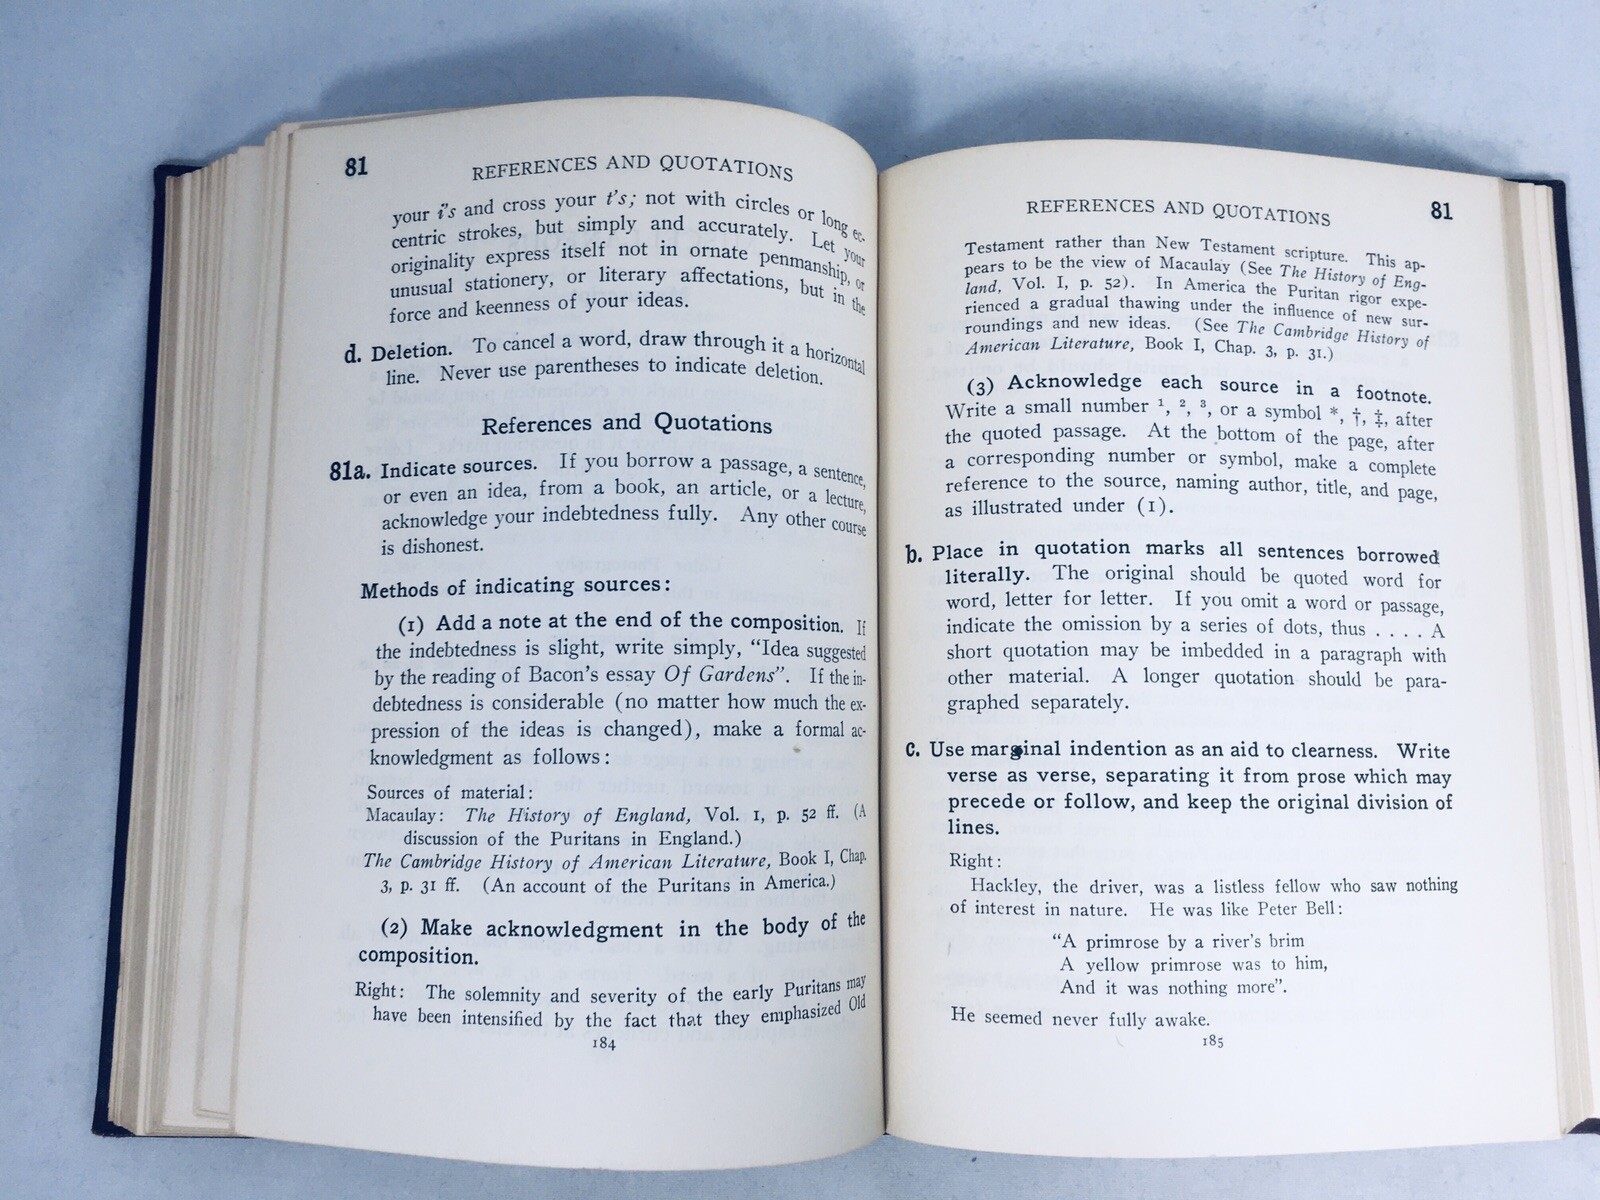 81
REFERENCES AND QUOTATIONS
your i's and cross your t's; not with circles or long ec-
centric strokes, but simply and accurately. Let your
originality express itself not in ornate penmanship, or
unusual stationery, or literary affectations, but in the
force and keenness of your ideas.
d. Deletion. To cancel a word, draw through it a horizontal
line. Never use parentheses to indicate deletion.
References and Quotations
81a. Indicate sources. If you borrow a passage, a sentence,
or even an idea, from a book, an article, or a lecture,
acknowledge your indebtedness fully. Any other course
is dishonest.
Methods of indicating sources:
(1) Add a note at the end of the composition. If
the indebtedness is slight, write simply, “Idea suggested
by the reading of Bacon's essay Of Gardens”. If the in-
debtedness is considerable (no matter how much the ex-
pression of the ideas is changed), make a formal ac-
knowledgment as follows:
Sources of material:
Macaulay: The History of England, Vol. 1, p. 52 ff. (A
discussion of the Puritans in England.)
The Cambridge History of American Literature, Book I, Chap.
3, p. 31 ff. (An account of the Puritans in America.)
(2) Make acknowledgment in the body of the
composition.
Right: The solemnity and severity of the early Puritans may
have been intensified by the fact that they emphasized Old
184
REFERENCES AND QUOTATIONS
81
Testament rather than New Testament scripture. This ap-
pears to be the view of Macaulay (See The History of Eng-
land, Vol. I, p. 52). In America the Puritan rigor expe-
rienced a gradual thawing under the influence of new sur-
roundings and new ideas. (See The Cambridge History of
American Literature, Book I, Chap. 3, p. 31.)
(3) Acknowledge each source in a footnote.
Write a small number ¹, ², ³, or a symbol *, †, ‡, after
the quoted passage. At the bottom of the page, after
a corresponding number or symbol, make a complete
reference to the source, naming author, title, and page,
as illustrated under (1).
b. Place in quotation marks all sentences borrowed
literally. The original should be quoted word for
word, letter for letter. If you omit a word or passage,
indicate the omission by a series of dots, thus . . . . A
short quotation may be imbedded in a paragraph with
other material. A longer quotation should be para-
graphed separately.
c. Use marginal indention as an aid to clearness. Write
verse as verse, separating it from prose which may
precede or follow, and keep the original division of
lines.
Right:
Hackley, the driver, was a listless fellow who saw nothing
of interest in nature. He was like Peter Bell:
“A primrose by a river's brim
A yellow primrose was to him,
And it was nothing more”.
He seemed never fully awake.
185